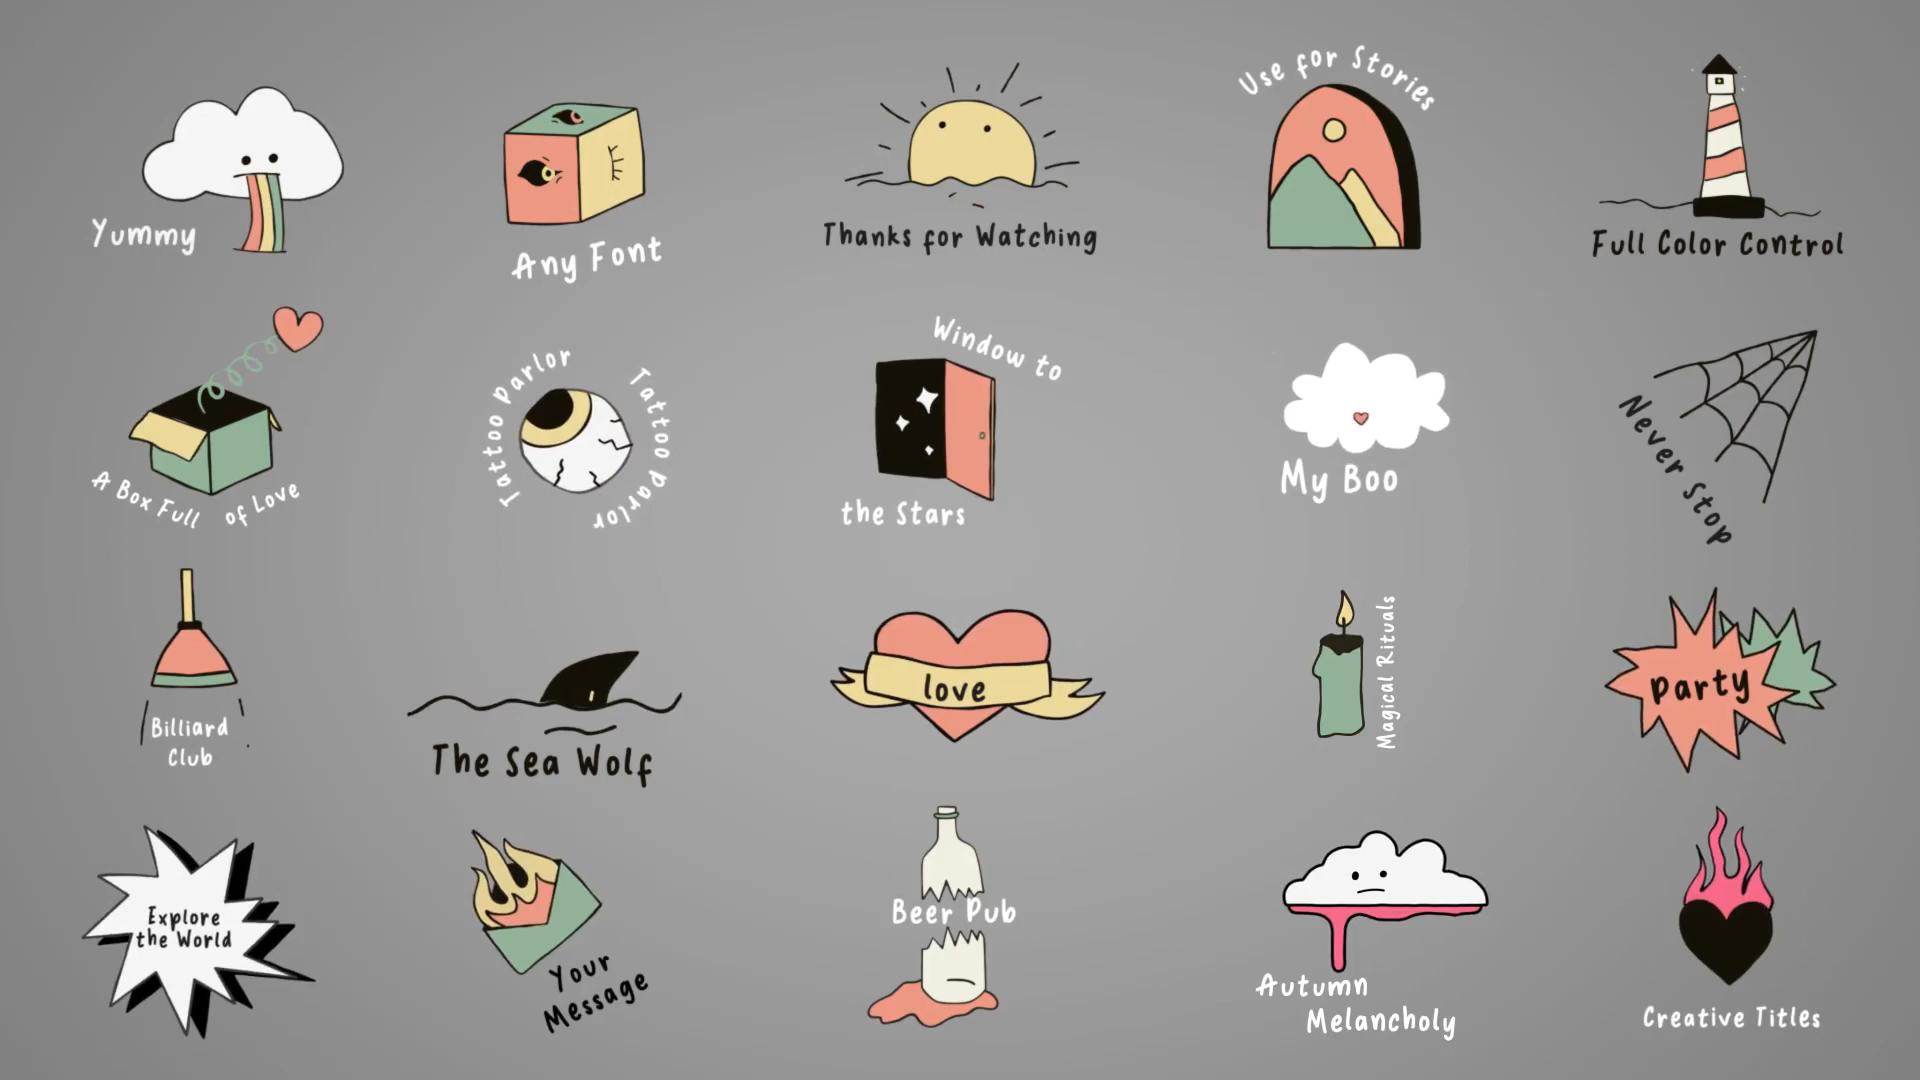 Yummy
Any Font
Thanks for Watching
Use for Stories
Full Color Control
A Box Full of Love
Tattoo Parlor
Tattoo Parlor
Window to
the Stars
My Boo
Never Stop
Billiard
Club
The Sea Wolf
love
Magical Rituals
Party
Explore
the World
Your
Message
Beer Pub
Autumn
Melancholy
Creative Titles